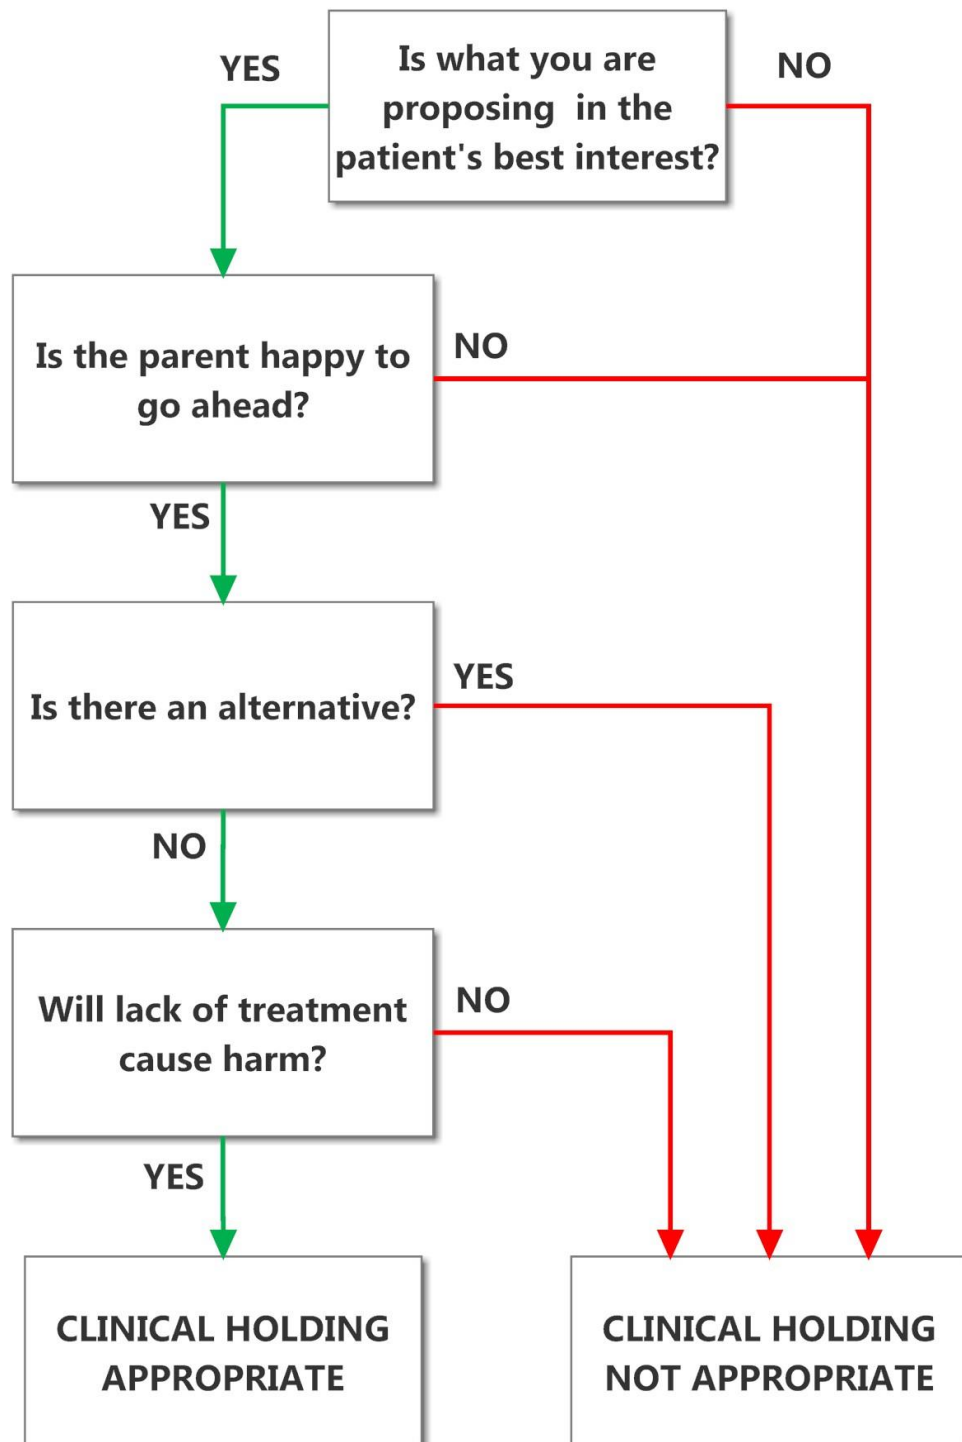 YES
Is what you are
proposing  in the
patient's best interest?
NO
Is the parent happy to
go ahead?
NO
YES
Is there an alternative?
YES
NO
Will lack of treatment
cause harm?
NO
YES
CLINICAL HOLDING
APPROPRIATE
CLINICAL HOLDING
NOT APPROPRIATE